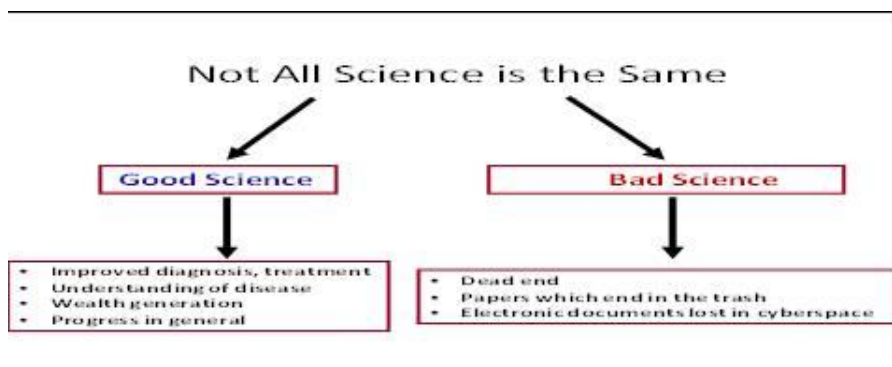 Not All Science is the Same
Good Science
Bad Science
• Improved diagnosis, treatment
• Understanding of disease
• Wealth generation
• Progress in general
• Dead end
• Papers which end in the trash
• Electronic documents lost in cyberspace